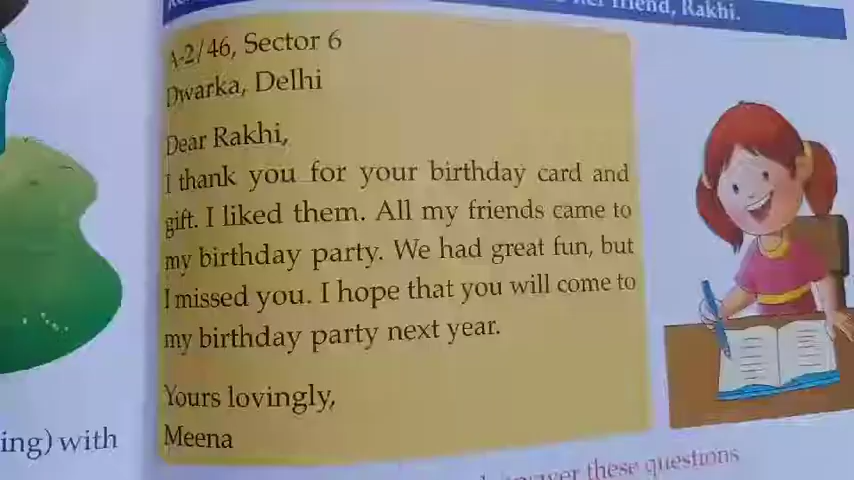 her friend, Rakhi.
A-2/46, Sector 6
Dwarka, Delhi
Dear Rakhi,
I thank you for your birthday card and
gift. I liked them. All my friends came to
my birthday party. We had great fun, but
I missed you. I hope that you will come to
my birthday party next year.
Yours lovingly,
Meena
ing) with
answer these questions